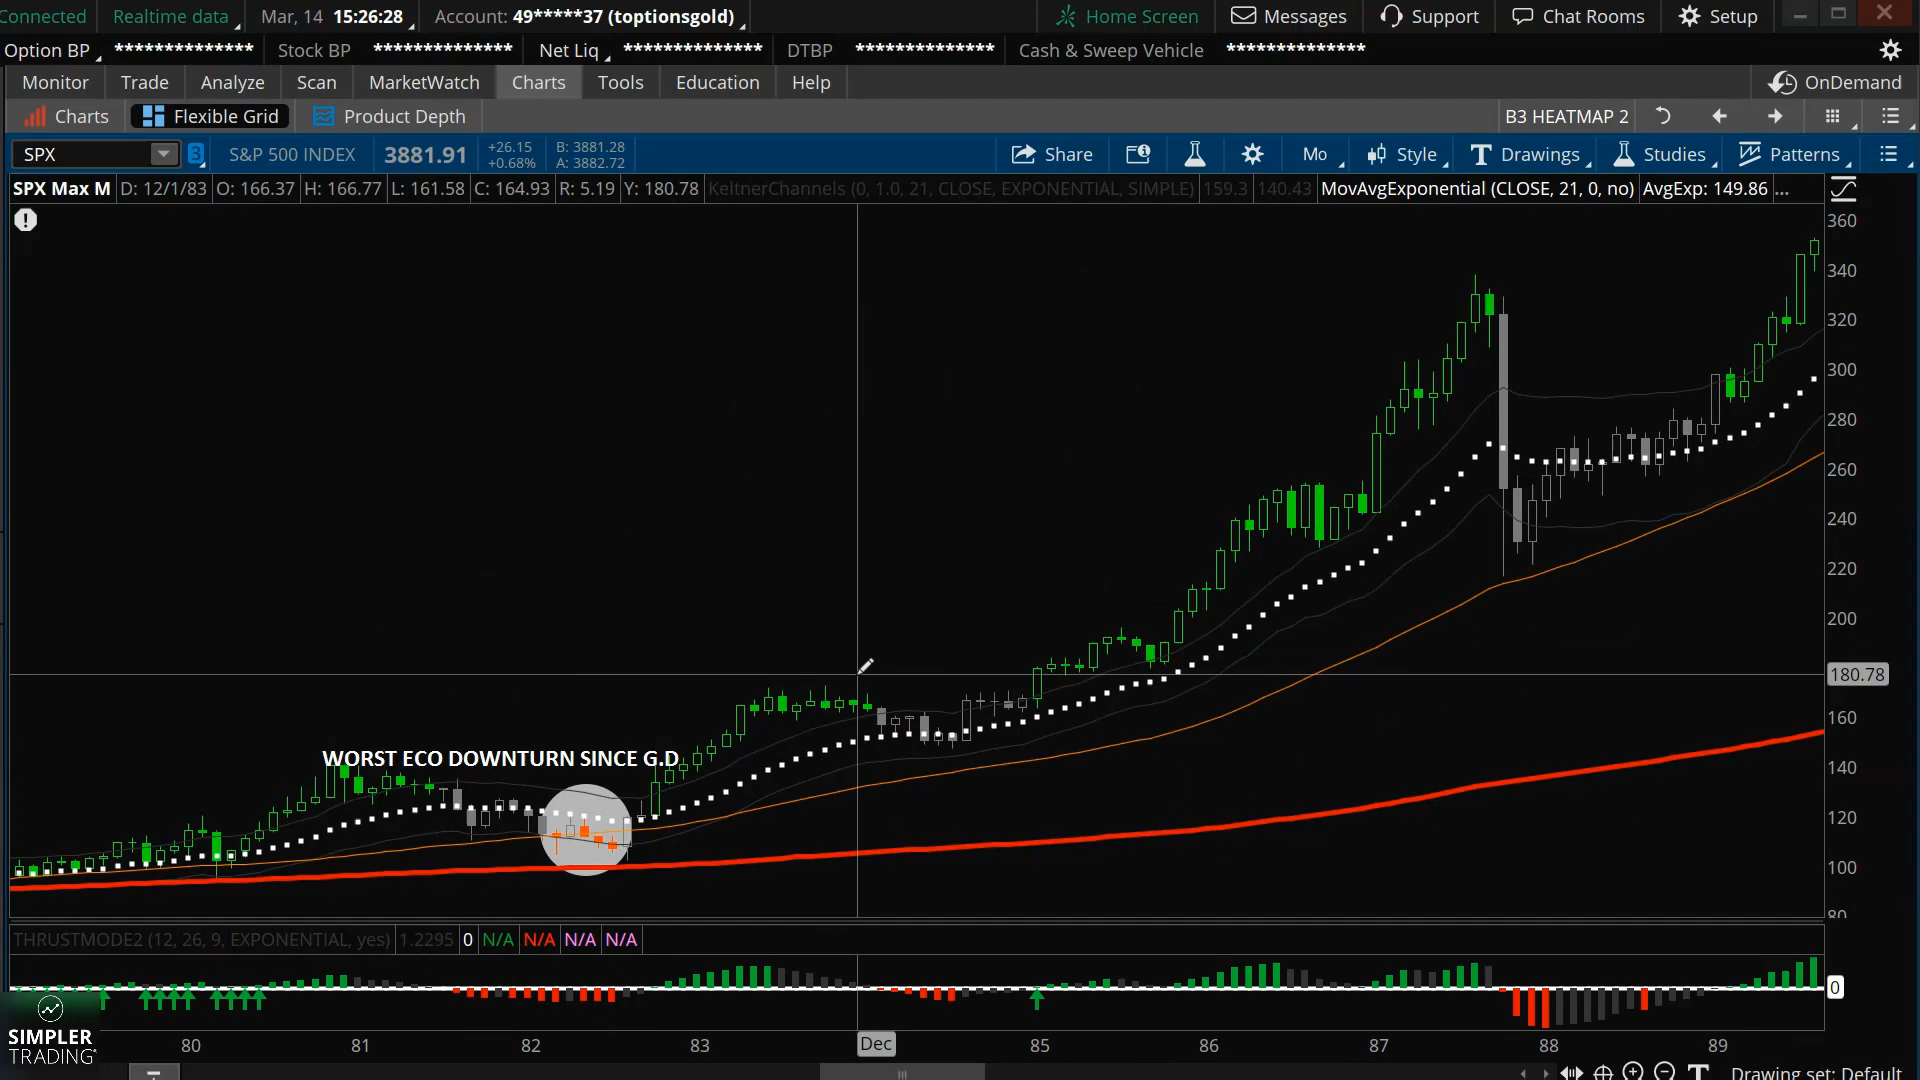 Connected Realtime data Mar, 14 15:26:28 Account: 49*****37 (toptionsgold) Home Screen Messages Support Chat Rooms Setup
Option BP ************** Stock BP ************** Net Liq ************** DTBP ************** Cash & Sweep Vehicle **************
Monitor Trade Analyze Scan MarketWatch Charts Tools Education Help OnDemand
Charts Flexible Grid Product Depth B3 HEATMAP 2
SPX 3 S&P 500 INDEX 3881.91 +26.15 +0.68% B: 3881.28 A: 3882.72 Share Mo Style Drawings Studies Patterns
SPX Max M D: 12/1/83 O: 166.37 H: 166.77 L: 161.58 C: 164.93 R: 5.19 Y: 180.78 KeltnerChannels (0, 1.0, 21, CLOSE, EXPONENTIAL, SIMPLE) 159.3 140.43 MovAvgExponential (CLOSE, 21, 0, no) AvgExp: 149.86 ...
360
340
320
300
280
260
240
220
200
180.78
160
WORST ECO DOWNTURN SINCE G.D
140
120
100
80
THRUSTMODE2 (12, 26, 9, EXPONENTIAL, yes) 1.2295 0 N/A N/A N/A N/A
0
SIMPLER
TRADING
80 81 82 83 Dec 85 86 87 88 89
Drawing set: Default